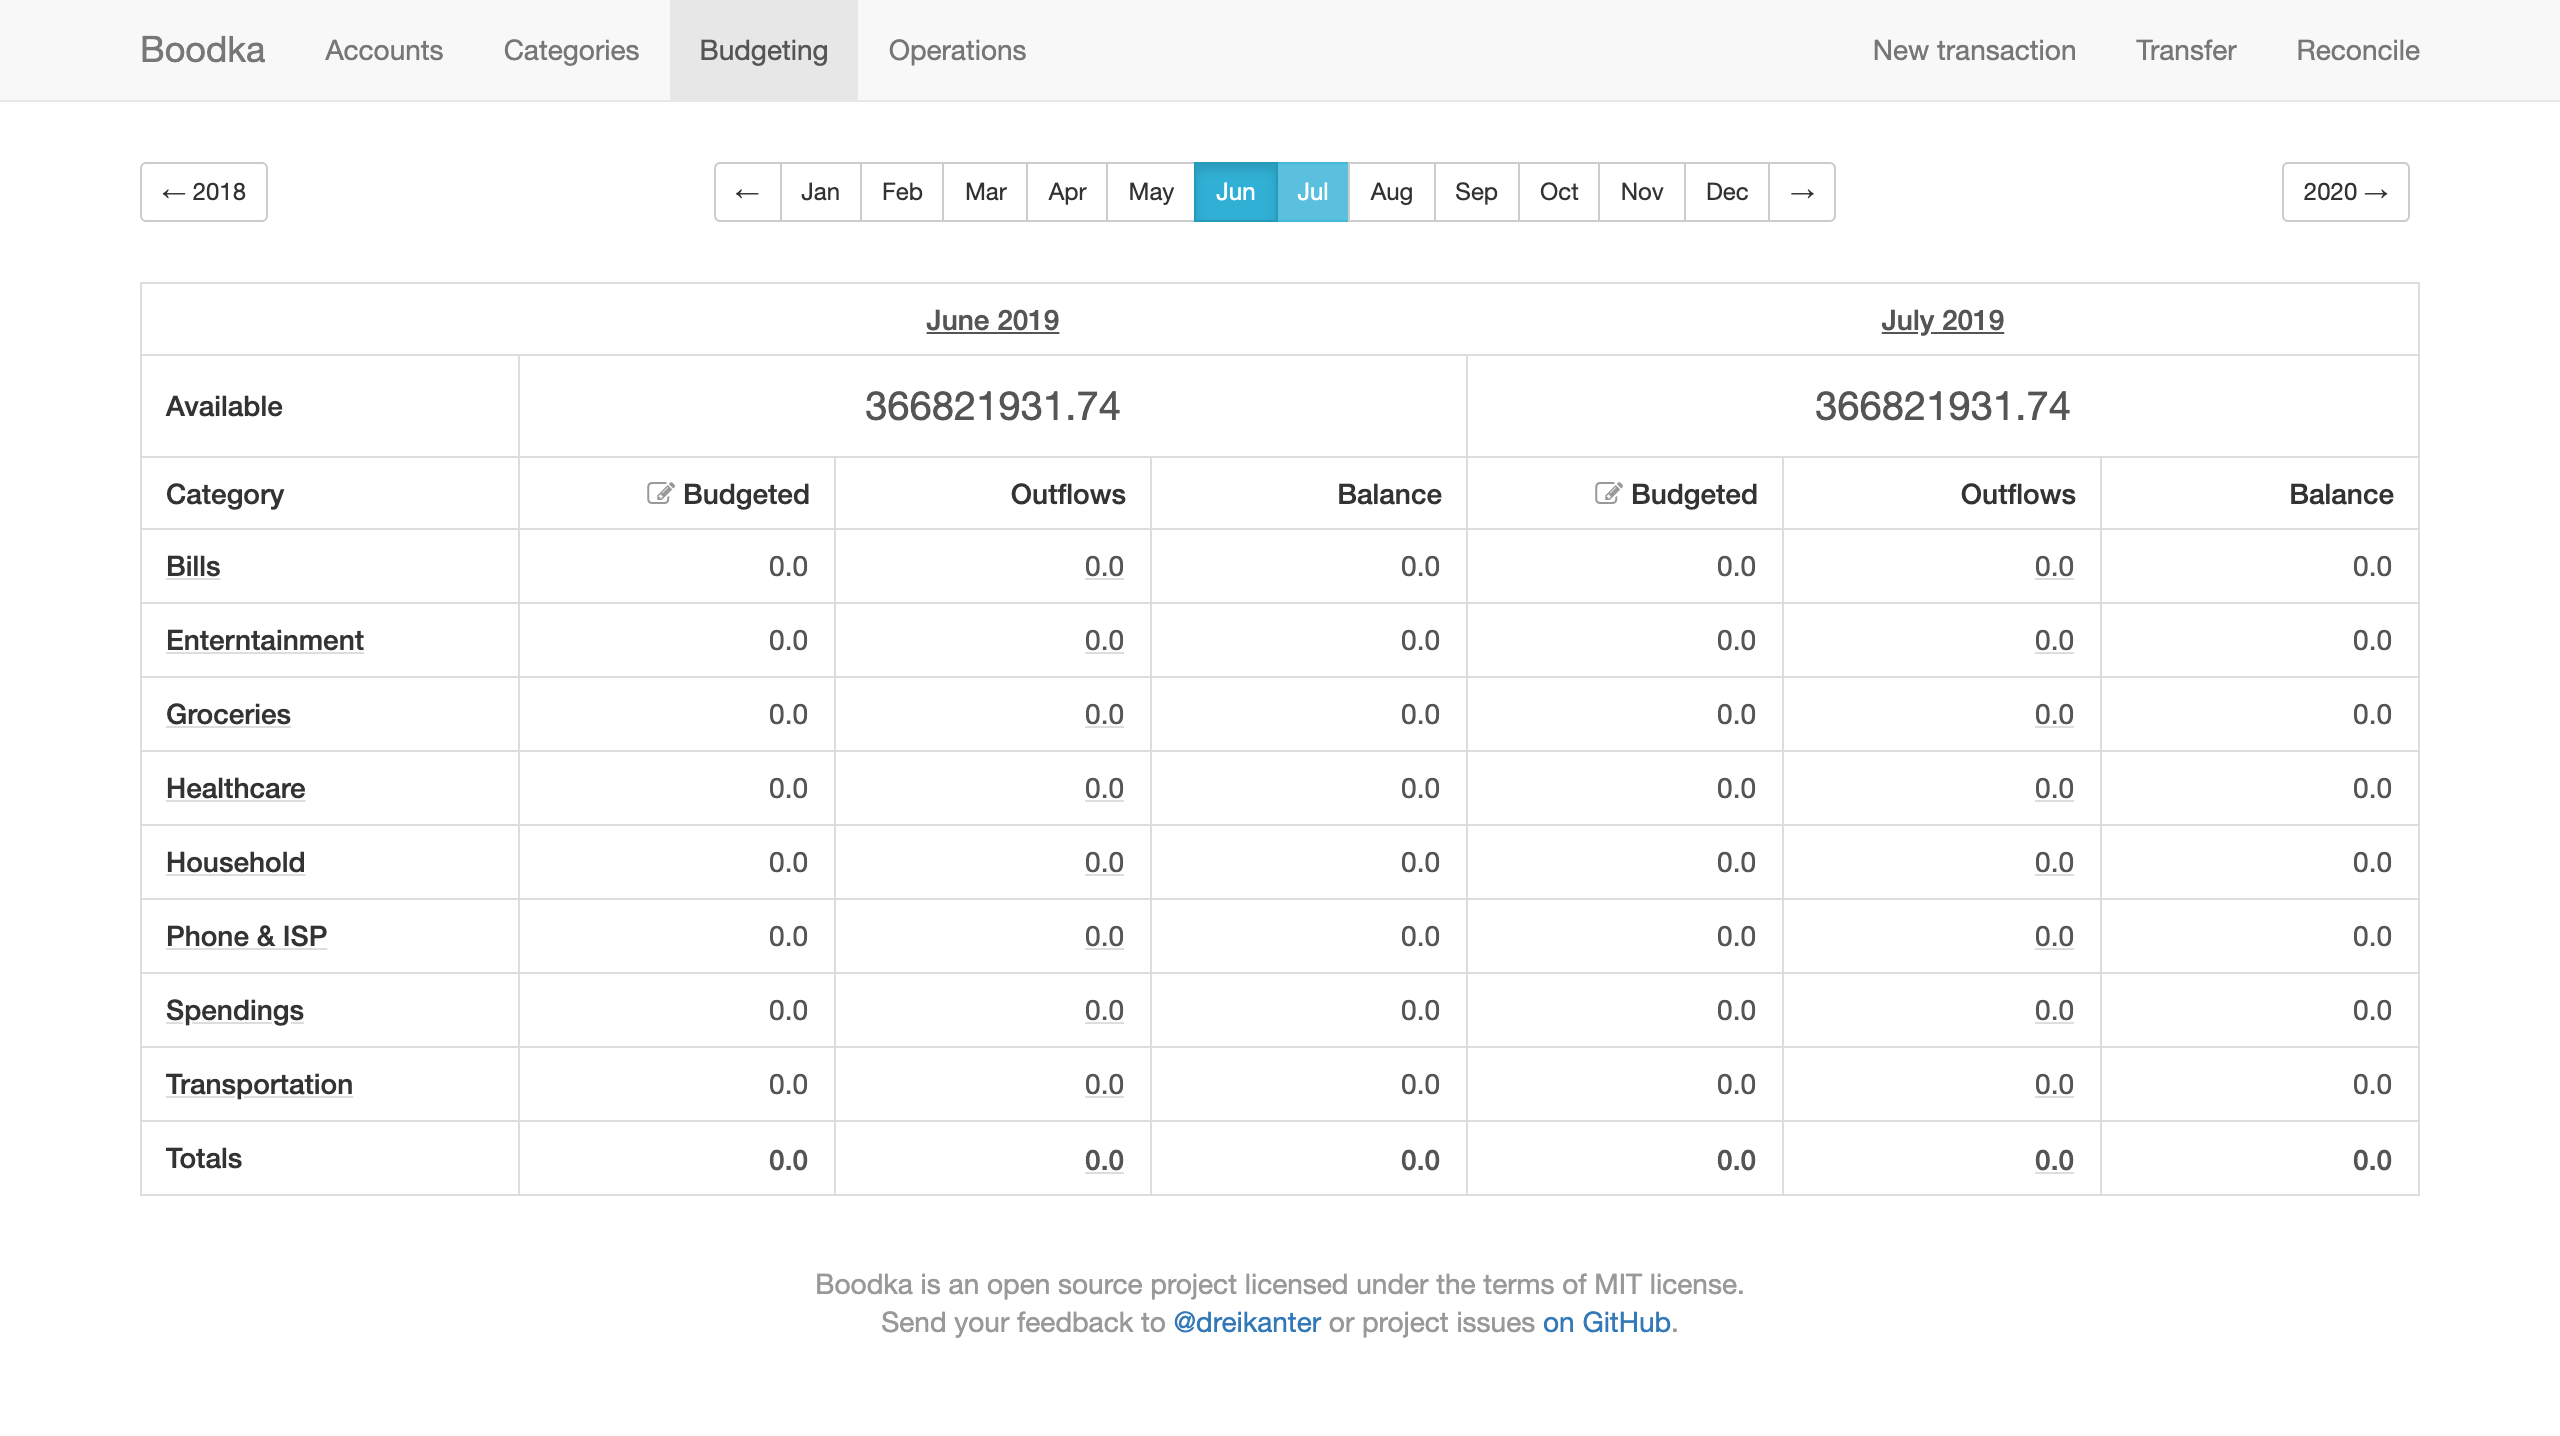 Boodka Accounts Categories Budgeting Operations New transaction Transfer Reconcile
← 2018 ← Jan Feb Mar Apr May Jun Jul Aug Sep Oct Nov Dec → 2020 →
June 2019 July 2019
Available 366821931.74 366821931.74
Category Budgeted Outflows Balance Budgeted Outflows Balance
Bills 0.0 0.0 0.0 0.0 0.0 0.0
Enterntainment 0.0 0.0 0.0 0.0 0.0 0.0
Groceries 0.0 0.0 0.0 0.0 0.0 0.0
Healthcare 0.0 0.0 0.0 0.0 0.0 0.0
Household 0.0 0.0 0.0 0.0 0.0 0.0
Phone & ISP 0.0 0.0 0.0 0.0 0.0 0.0
Spendings 0.0 0.0 0.0 0.0 0.0 0.0
Transportation 0.0 0.0 0.0 0.0 0.0 0.0
Totals 0.0 0.0 0.0 0.0 0.0 0.0
Boodka is an open source project licensed under the terms of MIT license.
Send your feedback to @dreikanter or project issues on GitHub.